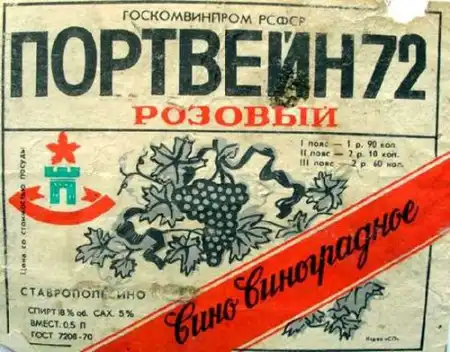 ГОСКОМВИНПРОМ РСФСР
ПОРТВЕЙН 72
РОЗОВЫЙ
I пояс — 1 р. 90 коп.
II пояс — 2 р. 10 коп.
III пояс — 2 р. 60 коп.
Цена со стоимостью посуды
Вино Виноградное
СТАВРОПОЛЬВИНО
СПИРТ 18% об. САХ. 5%
ВМЕСТ. 0,5 Л
ГОСТ 7208-70